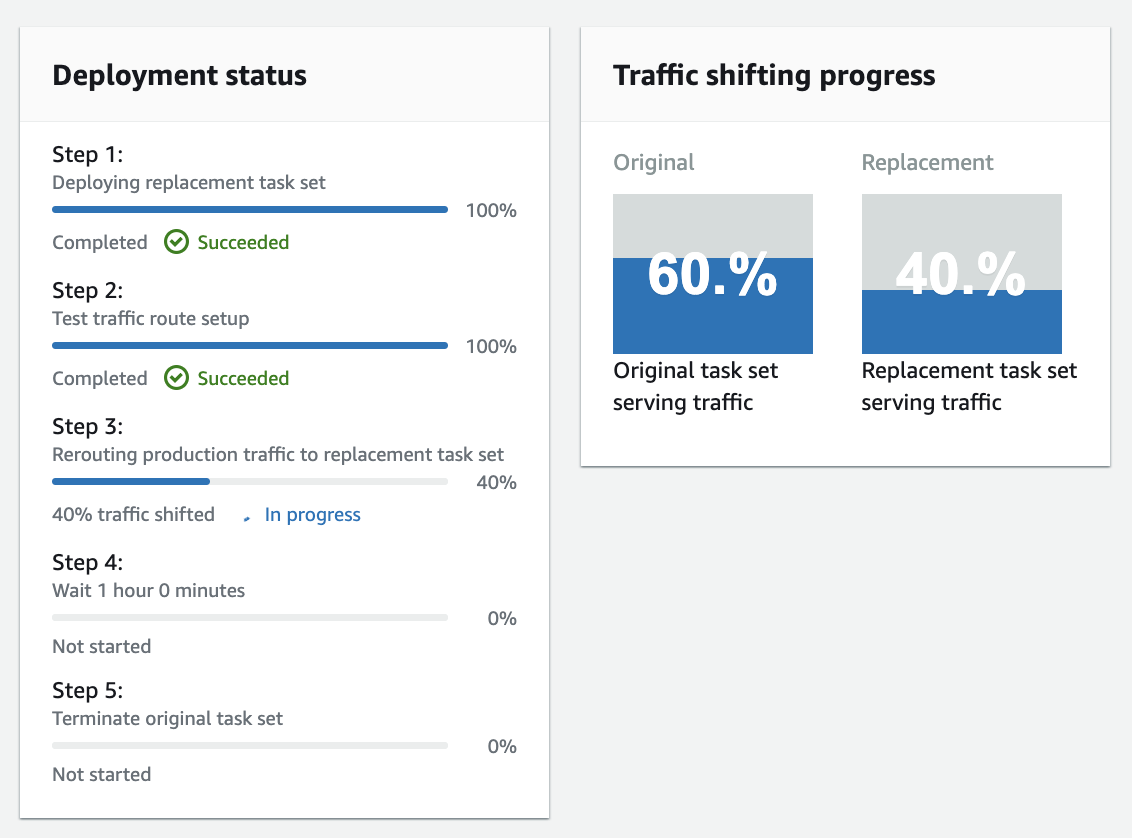 Deployment status
Step 1:
Deploying replacement task set
100%
Completed Succeeded
Step 2:
Test traffic route setup
100%
Completed Succeeded
Step 3:
Rerouting production traffic to replacement task set
40%
40% traffic shifted In progress
Step 4:
Wait 1 hour 0 minutes
0%
Not started
Step 5:
Terminate original task set
0%
Not started
Traffic shifting progress
Original
60.%
Original task set
serving traffic
Replacement
40.%
Replacement task set
serving traffic